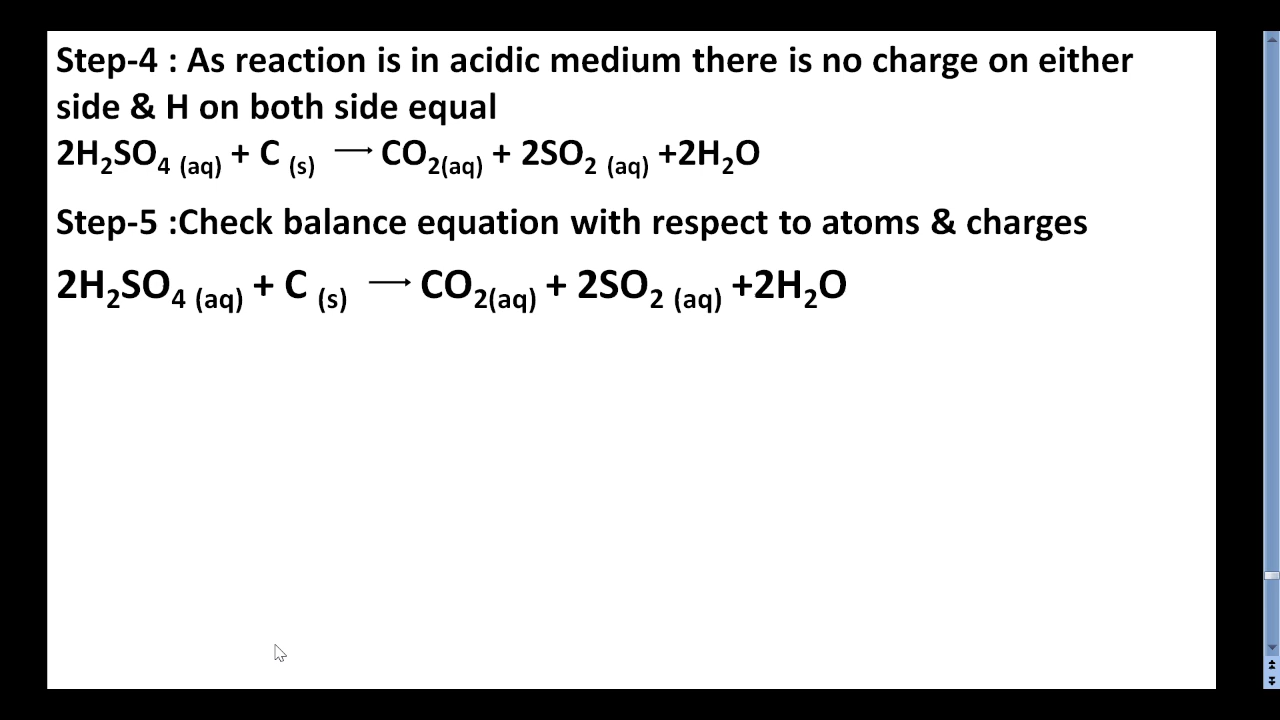 Step-4 : As reaction is in acidic medium there is no charge on either
side & H on both side equal
2H₂SO₄ (aq) + C (s) ⟶ CO₂(aq) + 2SO₂ (aq) +2H₂O
Step-5 :Check balance equation with respect to atoms & charges
2H₂SO₄ (aq) + C (s) ⟶ CO₂(aq) + 2SO₂ (aq) +2H₂O